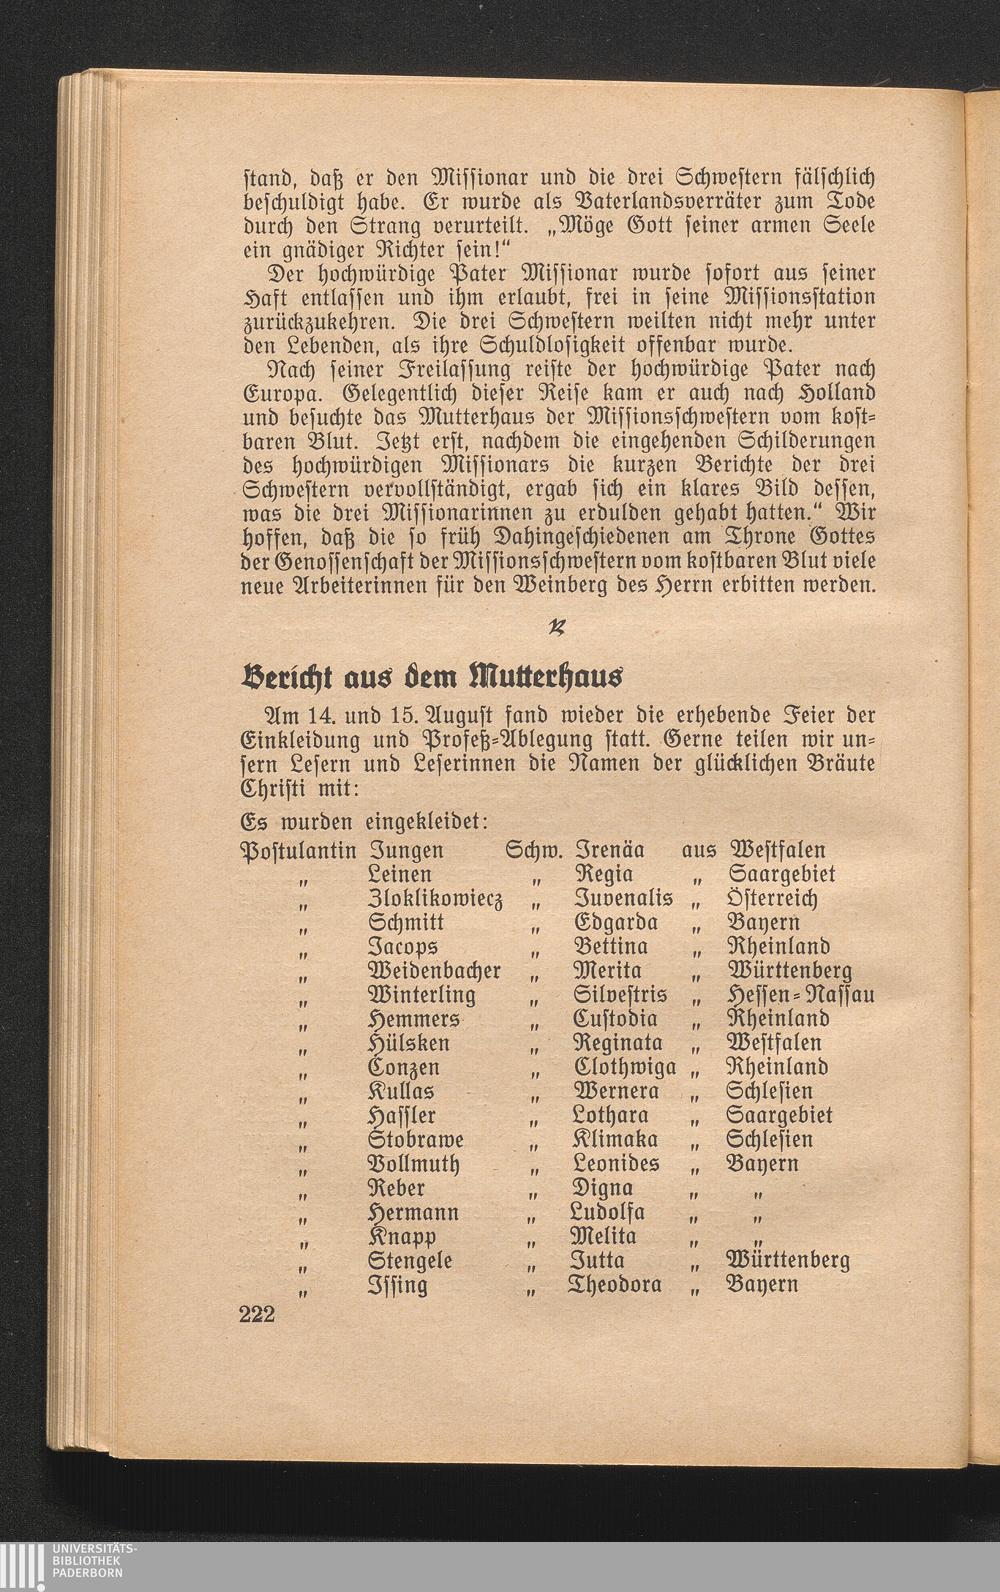 stand, daß er den Missionar und die drei Schwestern fälschlich
beschuldigt habe. Er wurde als Vaterlandsverräter zum Tode
durch den Strang verurteilt. „Möge Gott seiner armen Seele
ein gnädiger Richter sein!“
Der hochwürdige Pater Missionar wurde sofort aus seiner
Haft entlassen und ihm erlaubt, frei in seine Missionsstation
zurückzukehren. Die drei Schwestern weilten nicht mehr unter
den Lebenden, als ihre Schuldlosigkeit offenbar wurde.
Nach seiner Freilassung reiste der hochwürdige Pater nach
Europa. Gelegentlich dieser Reise kam er auch nach Holland
und besuchte das Mutterhaus der Missionsschwestern vom kost-
baren Blut. Jetzt erst, nachdem die eingehenden Schilderungen
des hochwürdigen Missionars die kurzen Berichte der drei
Schwestern vervollständigt, ergab sich ein klares Bild dessen,
was die drei Missionarinnen zu erdulden gehabt hatten.“ Wir
hoffen, daß die so früh Dahingeschiedenen am Throne Gottes
der Genossenschaft der Missionsschwestern vom kostbaren Blut viele
neue Arbeiterinnen für den Weinberg des Herrn erbitten werden.
Bericht aus dem Mutterhaus
Am 14. und 15. August fand wieder die erhebende Feier der
Einkleidung und Profeß-Ablegung statt. Gerne teilen wir un-
sern Lesern und Leserinnen die Namen der glücklichen Bräute
Christi mit:
Es wurden eingekleidet:
Postulantin Jungen Schw. Irenäa aus Westfalen
„ Leinen „ Regia „ Saargebiet
„ Zloklikowiecz „ Juvenalis „ Österreich
„ Schmitt „ Edgarda „ Bayern
„ Jacops „ Bettina „ Rheinland
„ Weidenbacher „ Merita „ Württenberg
„ Winterling „ Silvestris „ Hessen-Nassau
„ Hemmers „ Custodia „ Rheinland
„ Hülsken „ Reginata „ Westfalen
„ Conzen „ Clothwiga „ Rheinland
„ Kullas „ Wernera „ Schlesien
„ Hassler „ Lothara „ Saargebiet
„ Stobrawe „ Klimaka „ Schlesien
„ Vollmuth „ Leonides „ Bayern
„ Reber „ Digna „ „
„ Hermann „ Ludolfa „ „
„ Knapp „ Melita „ „
„ Stengele „ Jutta „ Württenberg
„ Issing „ Theodora „ Bayern
222
UNIVERSITÄTS-
BIBLIOTHEK
PADERBORN